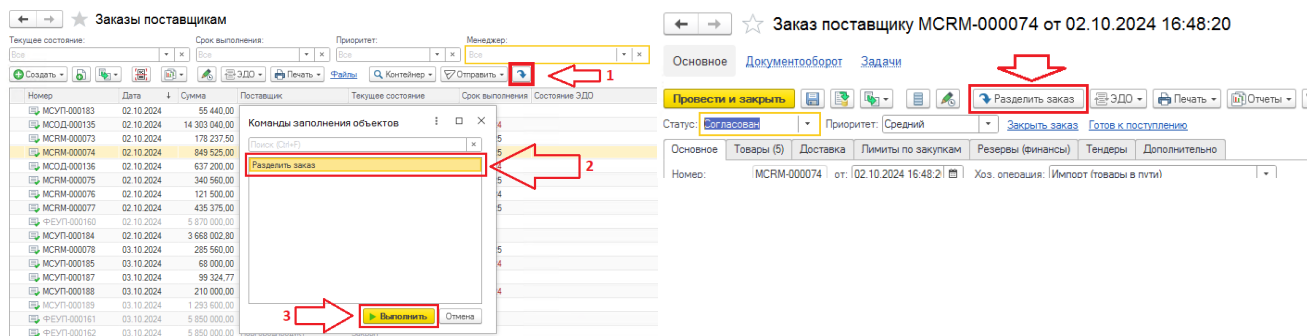 Заказы поставщикам
Текущее состояние: Срок выполнения: Приоритет: Менеджер:
Все Все Все Все
Создать ЭДО Печать Файлы Контейнер Отправить 1
Номер Дата ↓ Сумма Поставщик Текущее состояние Срок выполнения Состояние ЭДО
МСУП-000183 02.10.2024 55 440,00
МСОД-000135 02.10.2024 14 303 040,00
MCRM-000073 02.10.2024 178 237,50
MCRM-000074 02.10.2024 849 525,00
МСОД-000136 02.10.2024 637 200,00
MCRM-000075 02.10.2024 340 560,00
MCRM-000076 02.10.2024 121 500,00
MCRM-000077 02.10.2024 435 375,00
ФЕУП-000160 02.10.2024 5 870 000,00
МСУП-000184 02.10.2024 3 668 002,80
MCRM-000078 03.10.2024 285 560,00
МСУП-000185 03.10.2024 68 000,00
МСУП-000187 03.10.2024 99 324,77
МСУП-000188 03.10.2024 210 000,00
МСУП-000189 03.10.2024 1 293 600,00
ФЕУП-000161 03.10.2024 5 850 000,00
ФЕУП-000162 03.10.2024 5 850 000,00
Команды заполнения объектов
Поиск (Ctrl+F)
Разделить заказ 2
3 Выполнить Отмена
Заказ поставщику MCRM-000074 от 02.10.2024 16:48:20
Основное Документооборот Задачи
Провести и закрыть Разделить заказ ЭДО Печать Отчеты
Статус: Согласован Приоритет: Средний Закрыть заказ Готов к поступлению
Основное Товары (5) Доставка Лимиты по закупкам Резервы (финансы) Тендеры Дополнительно
Номер: MCRM-000074 от: 02.10.2024 16:48:2 Хоз. операция: Импорт (товары в пути)